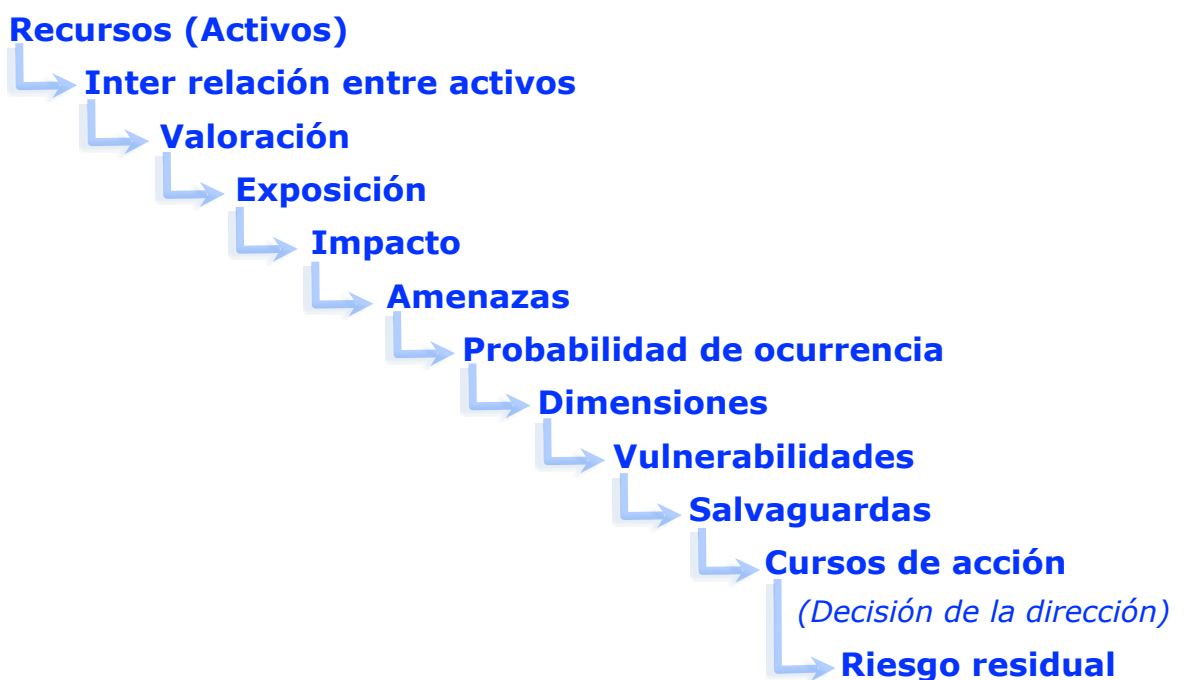 Recursos (Activos)
Inter relación entre activos
Valoración
Exposición
Impacto
Amenazas
Probabilidad de ocurrencia
Dimensiones
Vulnerabilidades
Salvaguardas
Cursos de acción
(Decisión de la dirección)
Riesgo residual